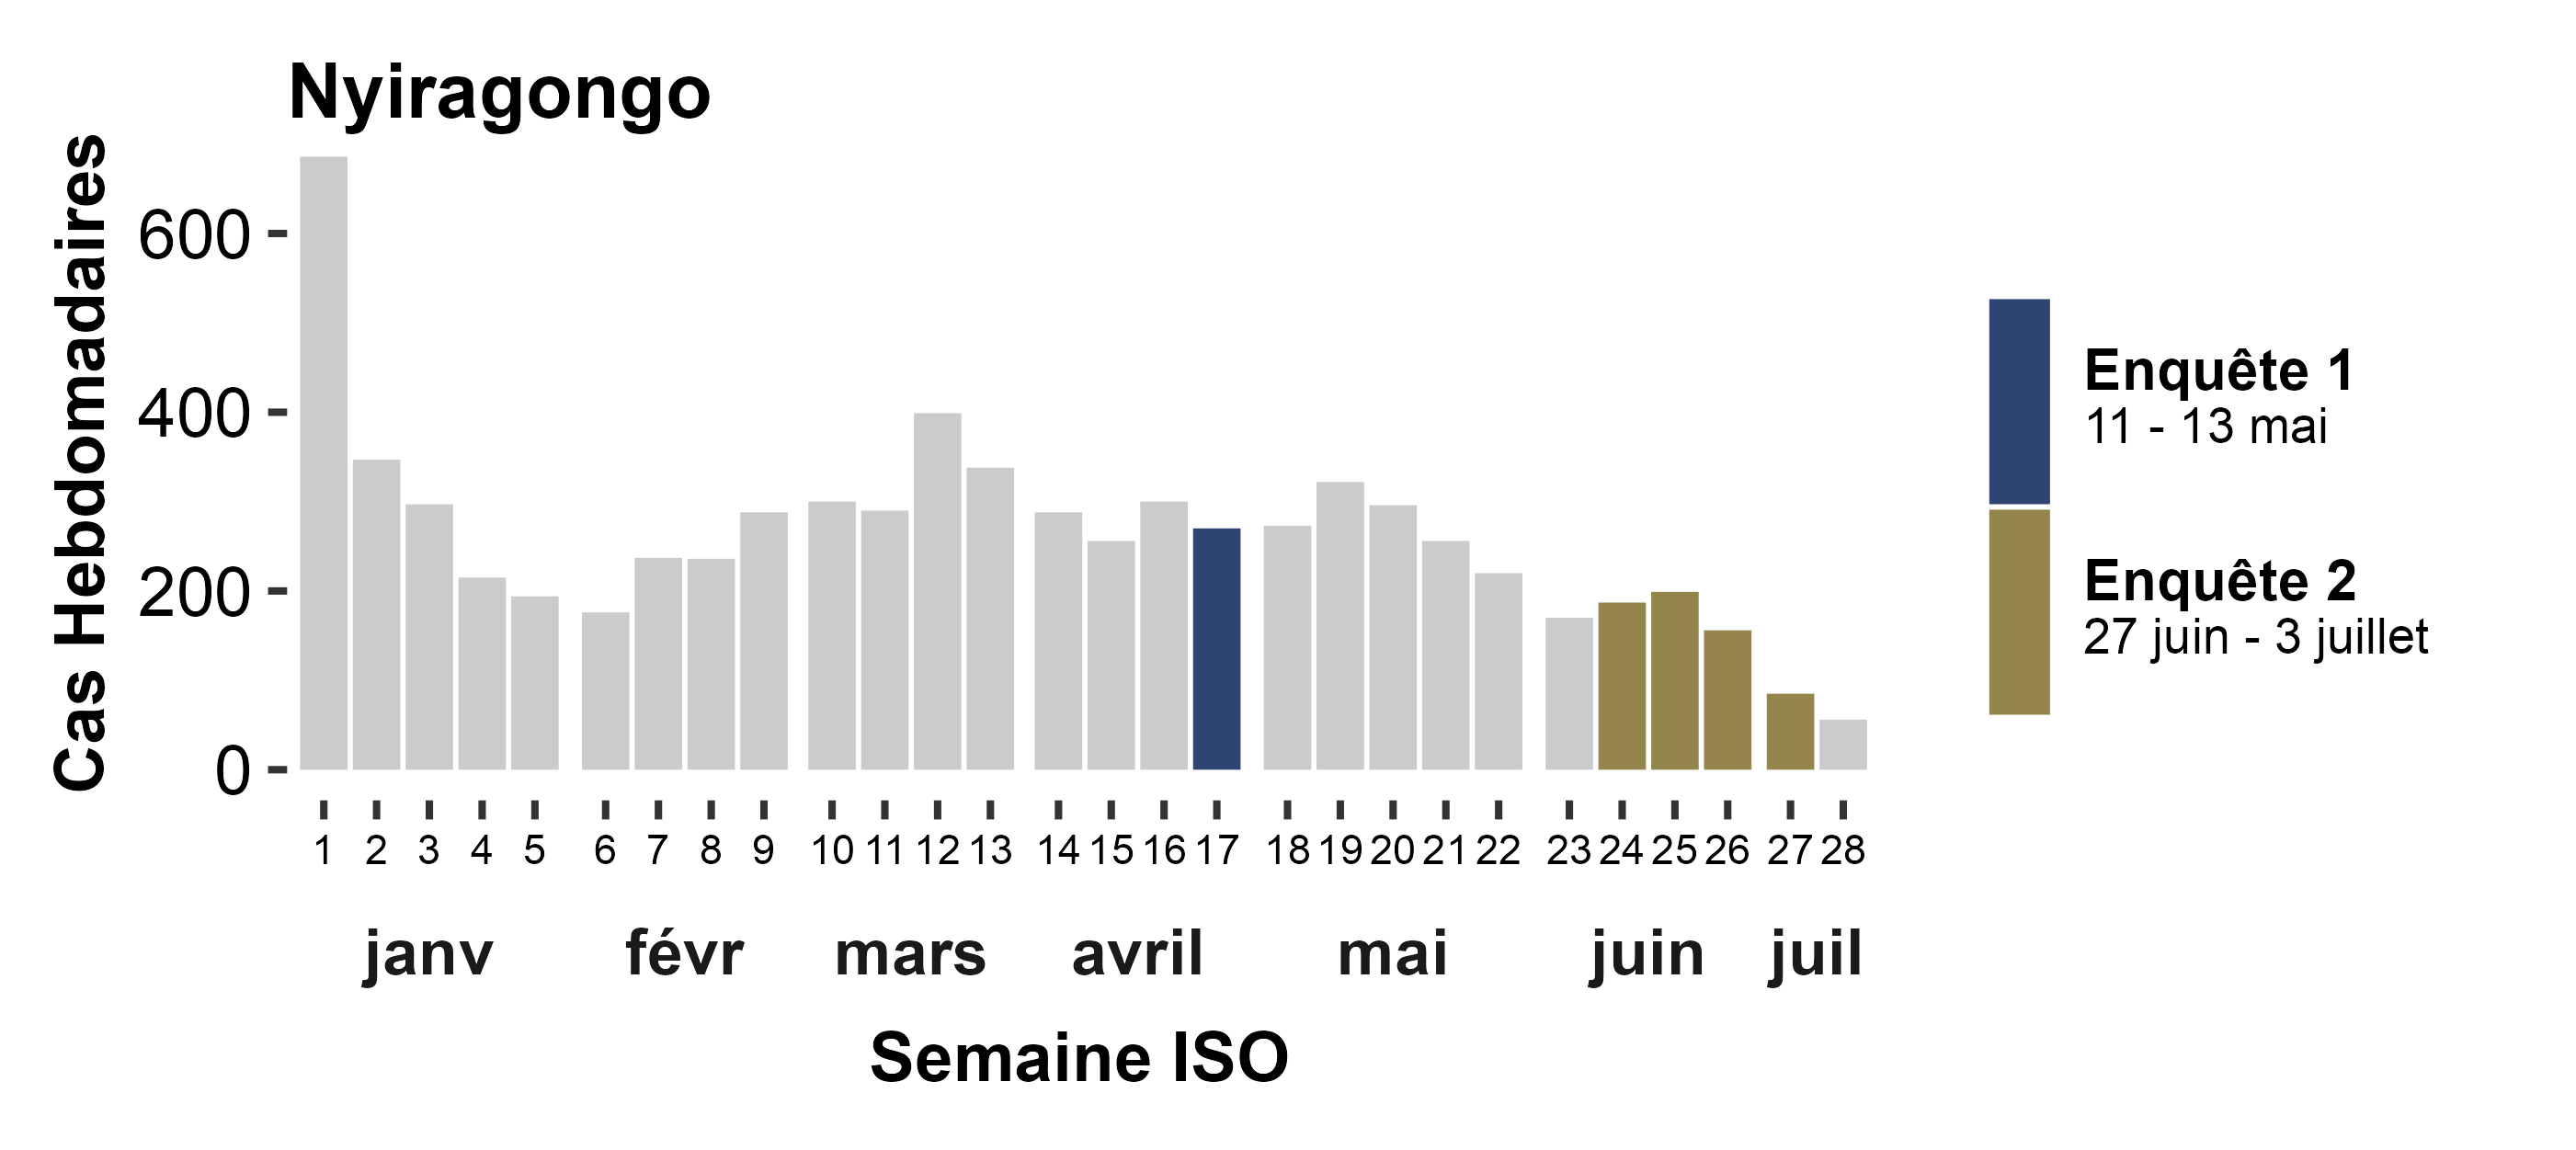 Nyiragongo
Cas Hebdomadaires
600
400
200
0
1 2 3 4 5 6 7 8 9 10 11 12 13 14 15 16 17 18 19 20 21 22 23 24 25 26 27 28
janv févr mars avril mai juin juil
Semaine ISO
Enquête 1
11 - 13 mai
Enquête 2
27 juin - 3 juillet